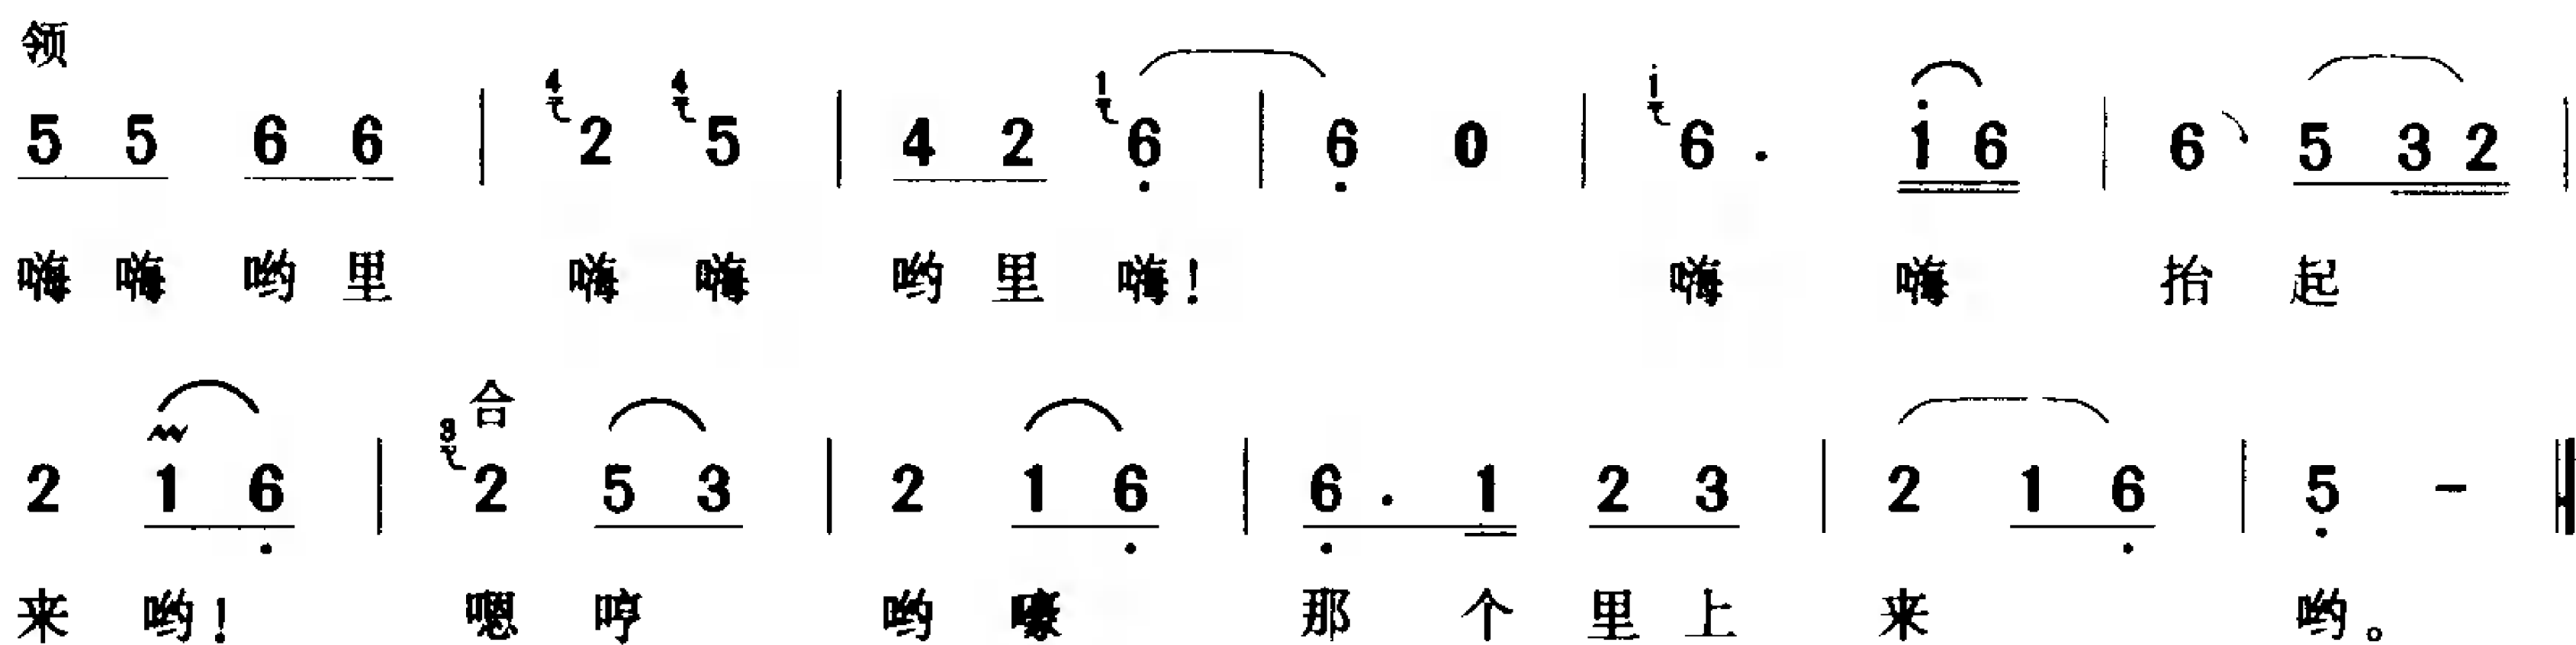 领
4 4 1 i
5 5 6 6 | 2 5 | 4 2 6 | 6 0 | 6 . i 6 | 6 5 3 2 |
嗨 嗨 哟 里 嗨 嗨 哟 里 嗨! 嗨 嗨 抬 起
合
3
2 1 6 | 2 5 3 | 2 1 6 | 6 . 1 2 3 | 2 1 6 | 5 - ‖
来 哟! 嗯 哼 哟 嚎 那 个 里 上 来 哟。